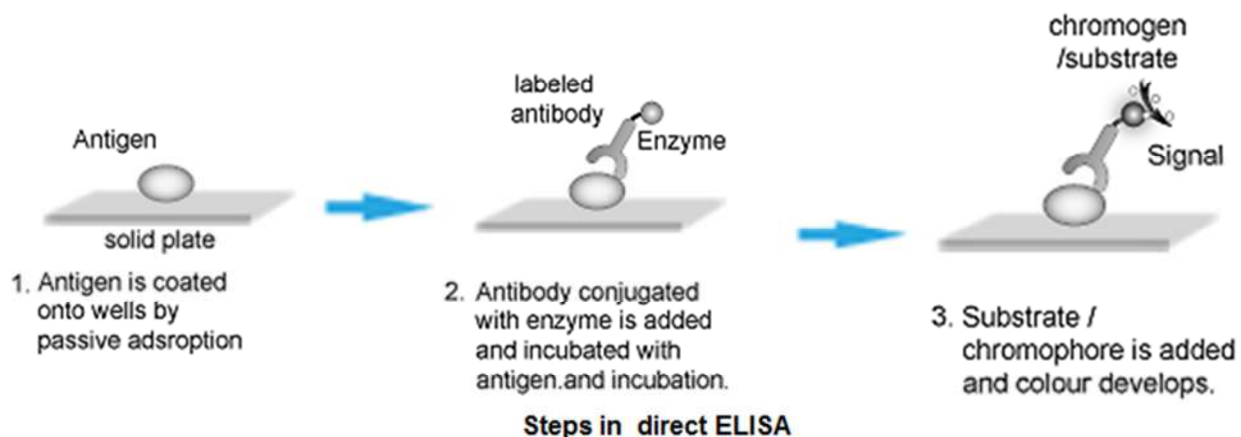 Antigen
solid plate
1. Antigen is coated
onto wells by
passive adsroption
labeled
antibody
Enzyme
2. Antibody conjugated
with enzyme is added
and incubated with
antigen.and incubation.
chromogen
/substrate
Signal
3. Substrate /
chromophore is added
and colour develops.
Steps in direct ELISA